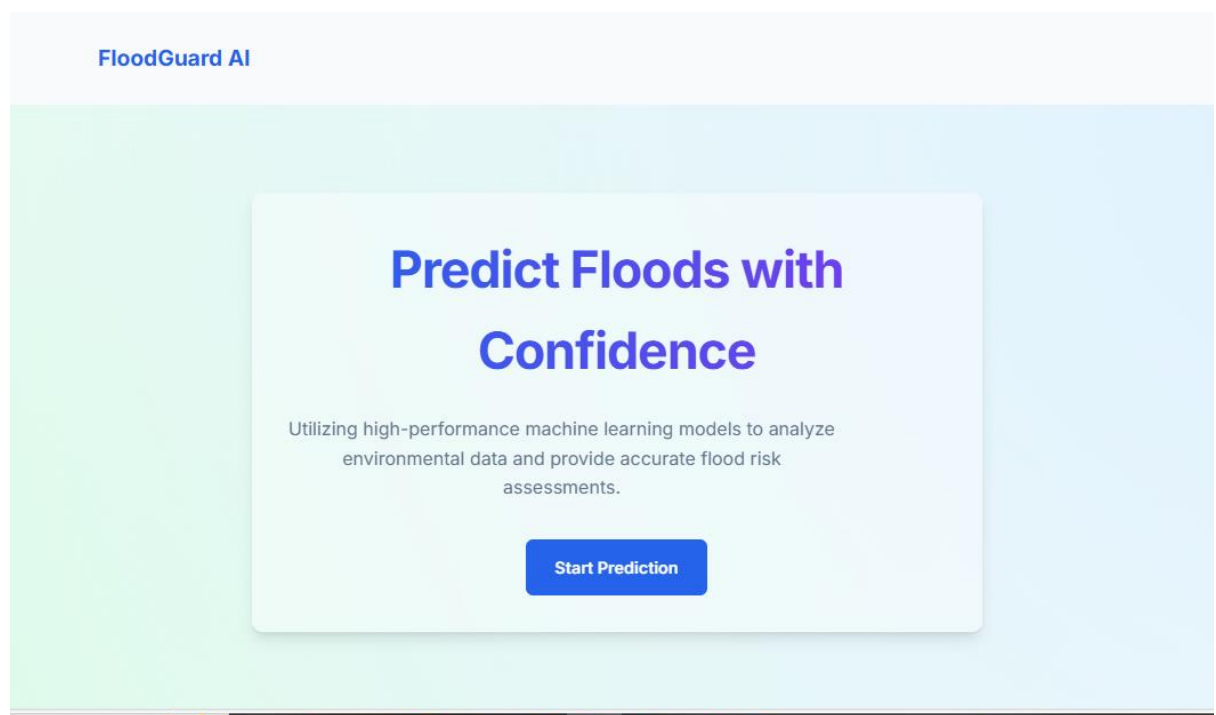 FloodGuard AI
Predict Floods with
Confidence
Utilizing high-performance machine learning models to analyze
environmental data and provide accurate flood risk
assessments.
Start Prediction